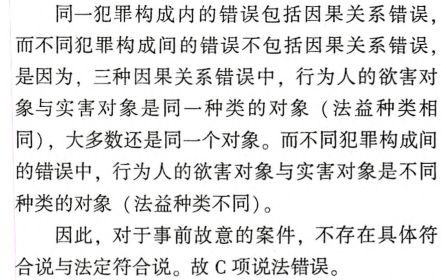 同一犯罪构成内的错误包括因果关系错误,
而不同犯罪构成间的错误不包括因果关系错误,
是因为,三种因果关系错误中,行为人的欲害对
象与实害对象是同一种类的对象(法益种类相
同),大多数还是同一个对象。而不同犯罪构成间
的错误中,行为人的欲害对象与实害对象是不同
种类的对象(法益种类不同)。
因此,对于事前故意的案件,不存在具体符
合说与法定符合说。故 C 项说法错误。